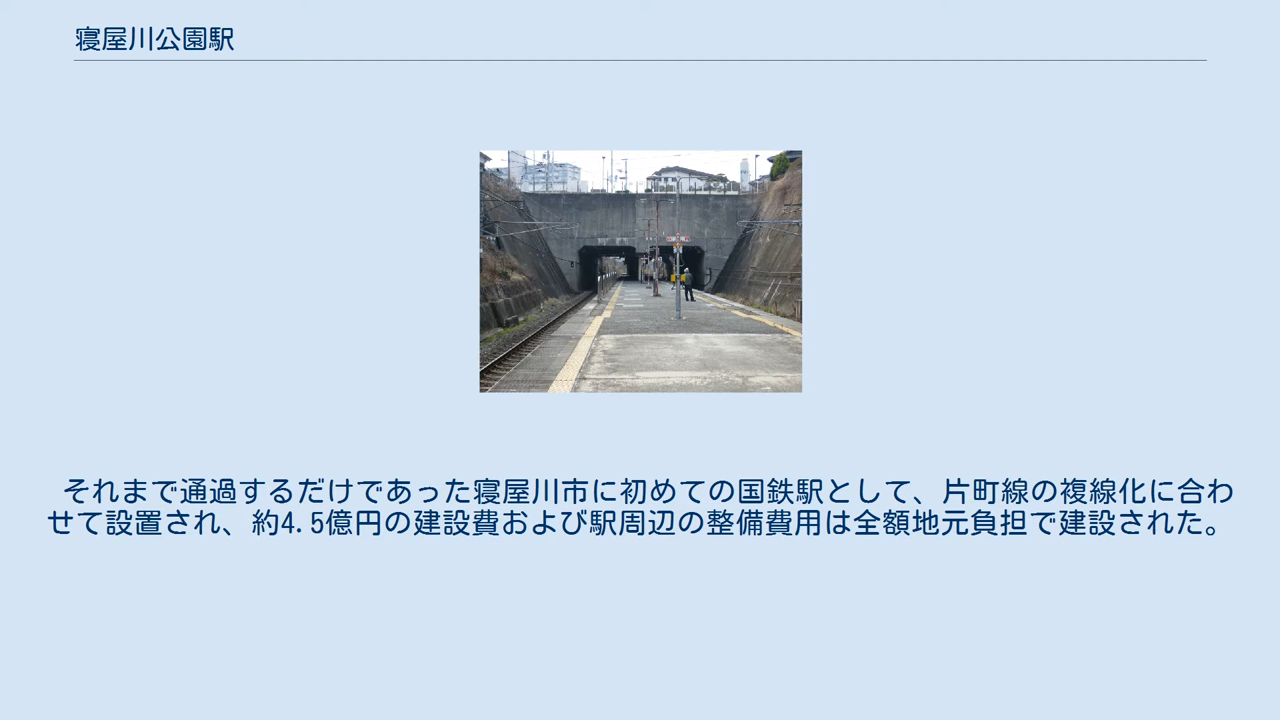 寝屋川公園駅
それまで通過するだけであった寝屋川市に初めての国鉄駅として、片町線の複線化に合わ
せて設置され、約4.5億円の建設費および駅周辺の整備費用は全額地元負担で建設された。